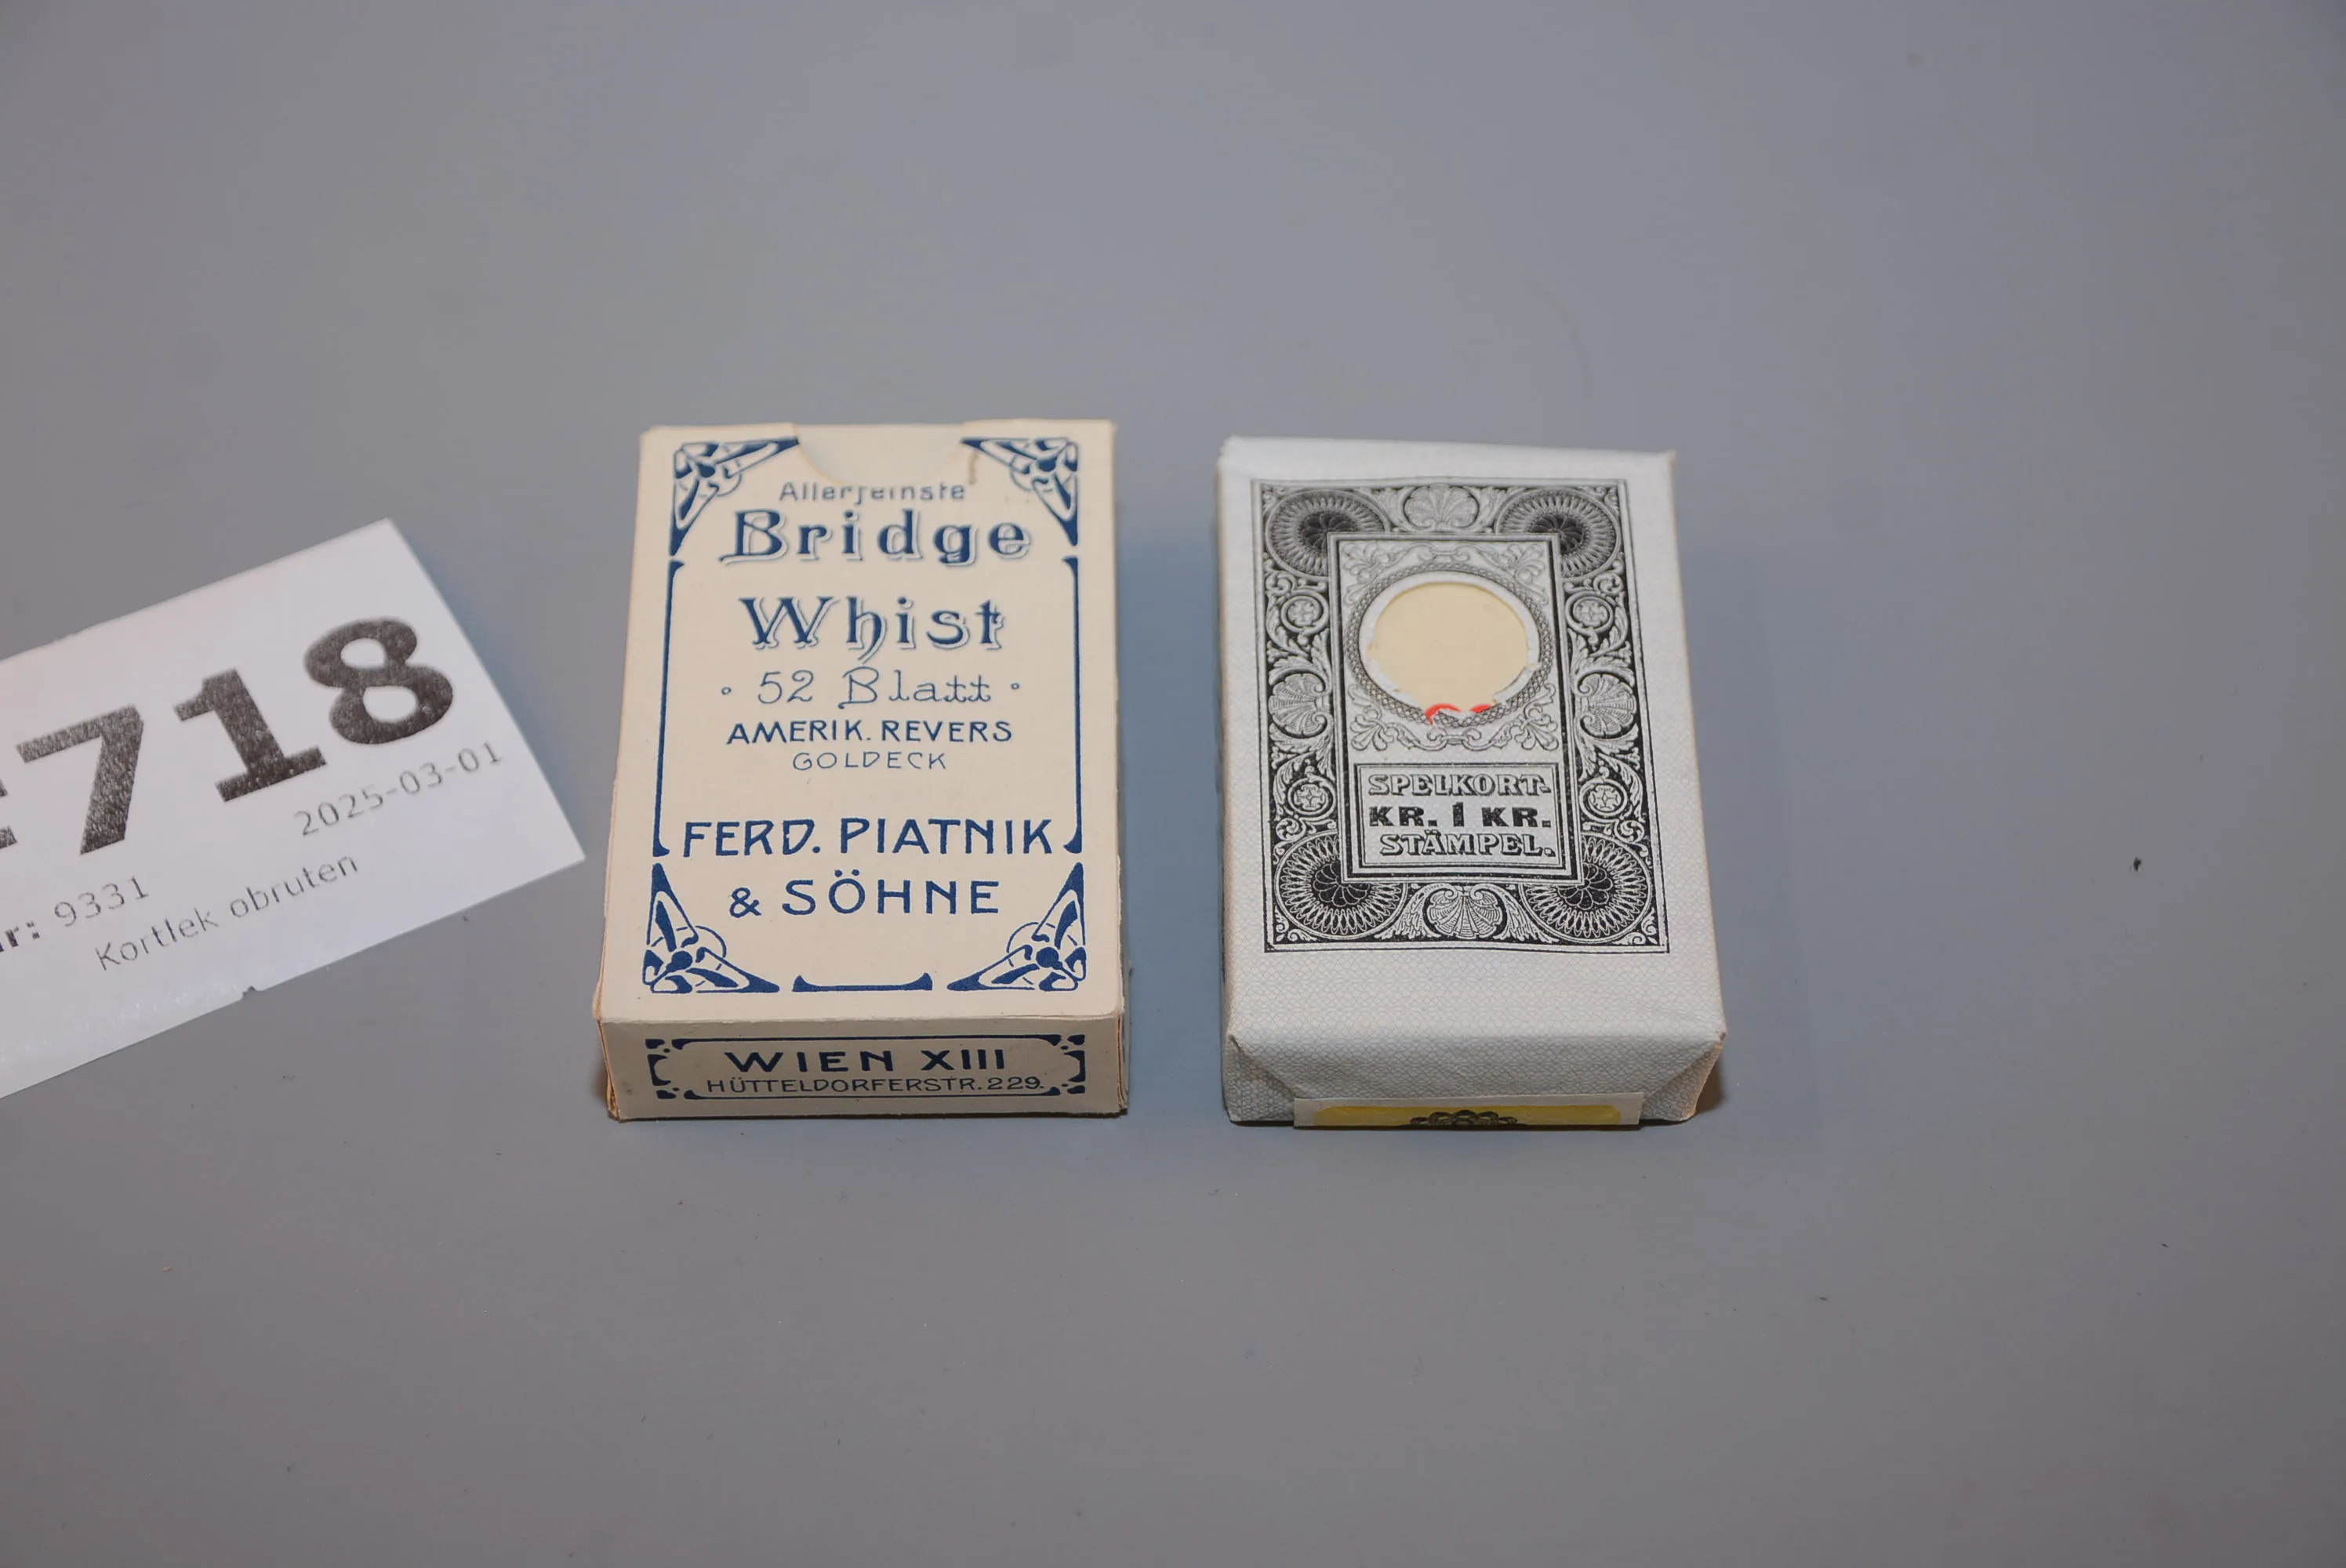 718
2025-03-01
9331
Kortlek obruten
Allerfeinste
Bridge
Whist
52 Blatt
AMERIK. REVERS
GOLDECK
FERD. PIATNIK
& SÖHNE
WIEN XIII
HÜTTELDORFERSTR. 229.
SPELKORT-
KR. 1 KR.
STÄMPEL.